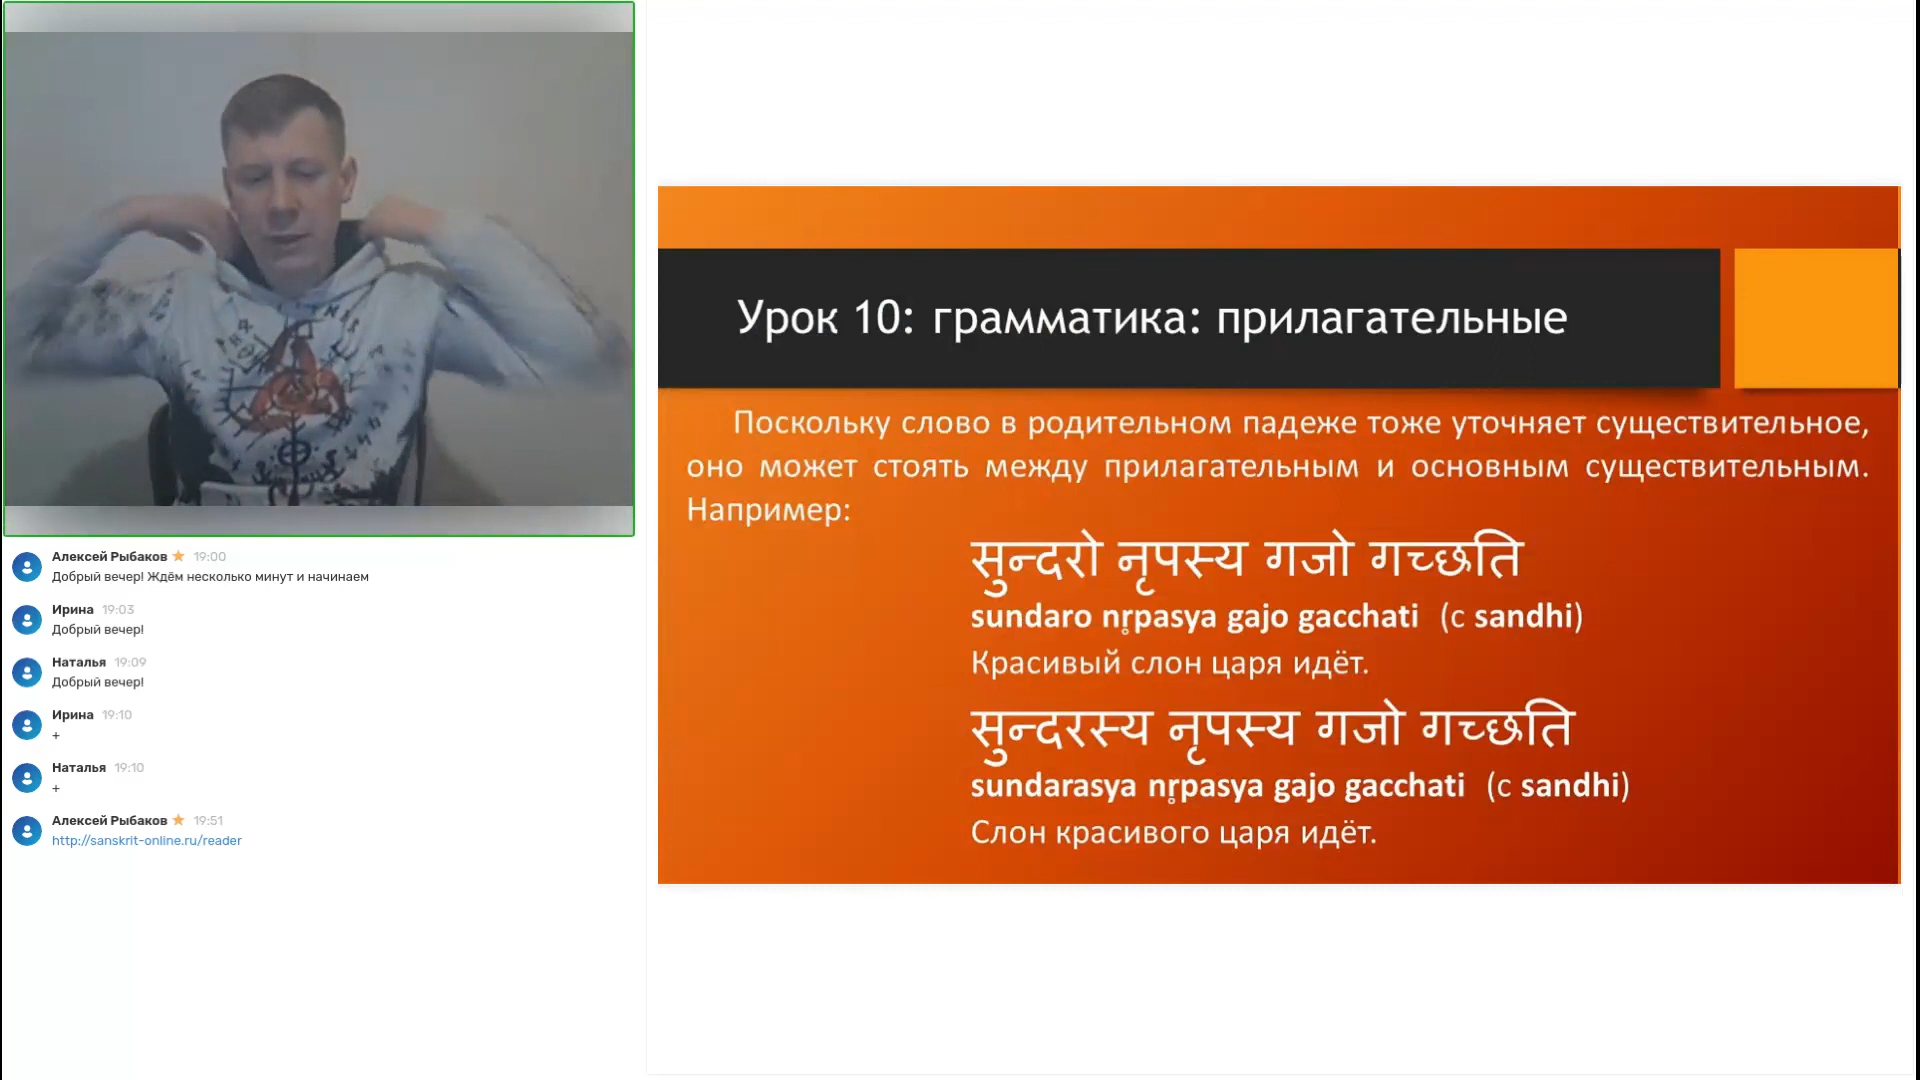 Алексей Рыбаков 19:00
Добрый вечер! Ждём несколько минут и начинаем
Ирина 19:03
Добрый вечер!
Наталья 19:09
Добрый вечер!
Ирина 19:10
+
Наталья 19:10
+
Алексей Рыбаков 19:51
http://sanskrit-online.ru/reader
Урок 10: грамматика: прилагательные
Поскольку слово в родительном падеже тоже уточняет существительное,
оно может стоять между прилагательным и основным существительным.
Например:
सुन्दरो नृपस्य गजो गच्छति
sundaro nr̥pasya gajo gacchati (с sandhi)
Красивый слон царя идёт.
सुन्दरस्य नृपस्य गजो गच्छति
sundarasya nr̥pasya gajo gacchati (с sandhi)
Слон красивого царя идёт.